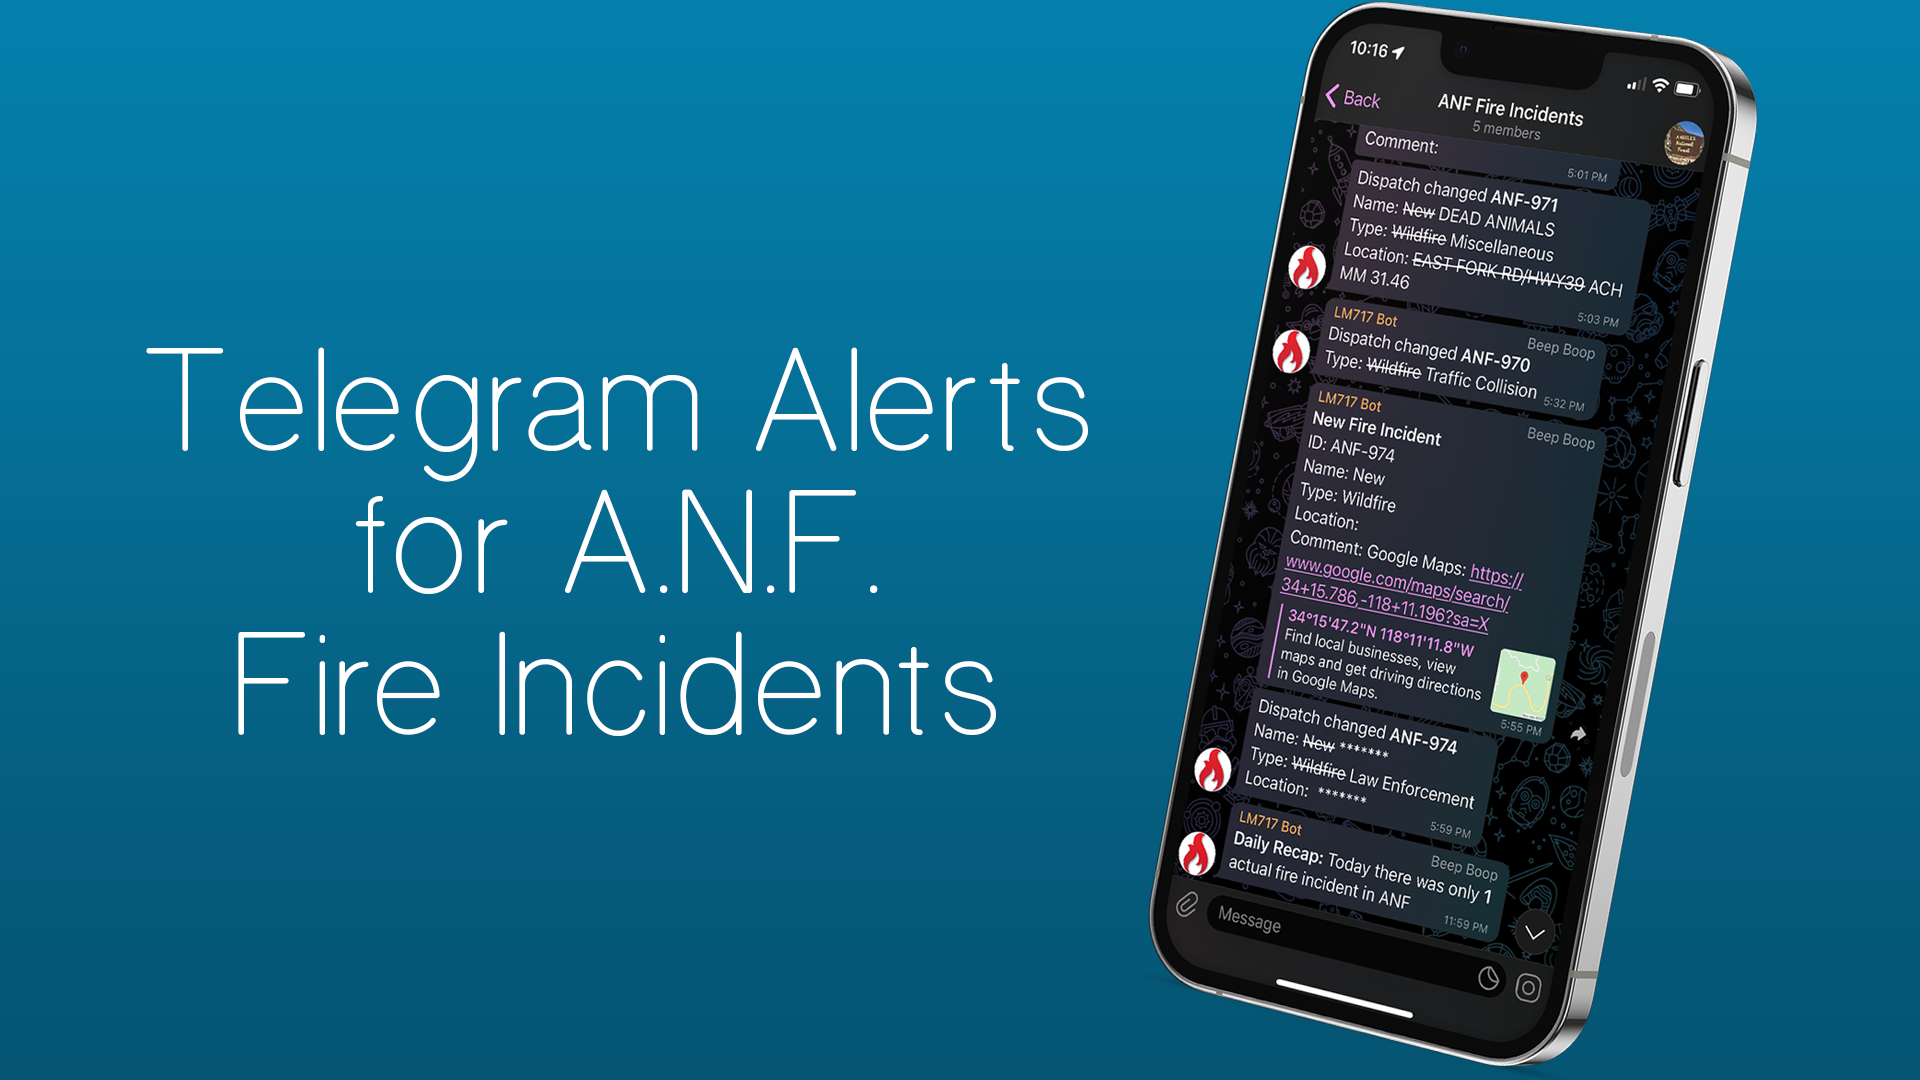 Telegram Alerts
for A.N.F.
Fire Incidents
10:16
Back
ANF Fire Incidents
5 members
Comment:
5:01 PM
Dispatch changed ANF-971
Name: New DEAD ANIMALS
Type: Wildfire Miscellaneous
Location: EAST FORK RD/HWY39 ACH
MM 31.46
5:03 PM
LM717 Bot
Beep Boop
Dispatch changed ANF-970
Type: Wildfire Traffic Collision
5:32 PM
LM717 Bot
Beep Boop
New Fire Incident
ID: ANF-974
Name: New
Type: Wildfire
Location:
Comment: Google Maps: https://
www.google.com/maps/search/
34+15.786,-118+11.196?sa=X
34°15'47.2"N 118°11'11.8"W
Find local businesses, view
maps and get driving directions
in Google Maps.
5:55 PM
Dispatch changed ANF-974
Name: New *******
Type: Wildfire Law Enforcement
Location: *******
5:59 PM
LM717 Bot
Beep Boop
Daily Recap: Today there was only 1
actual fire incident in ANF
11:59 PM
Message